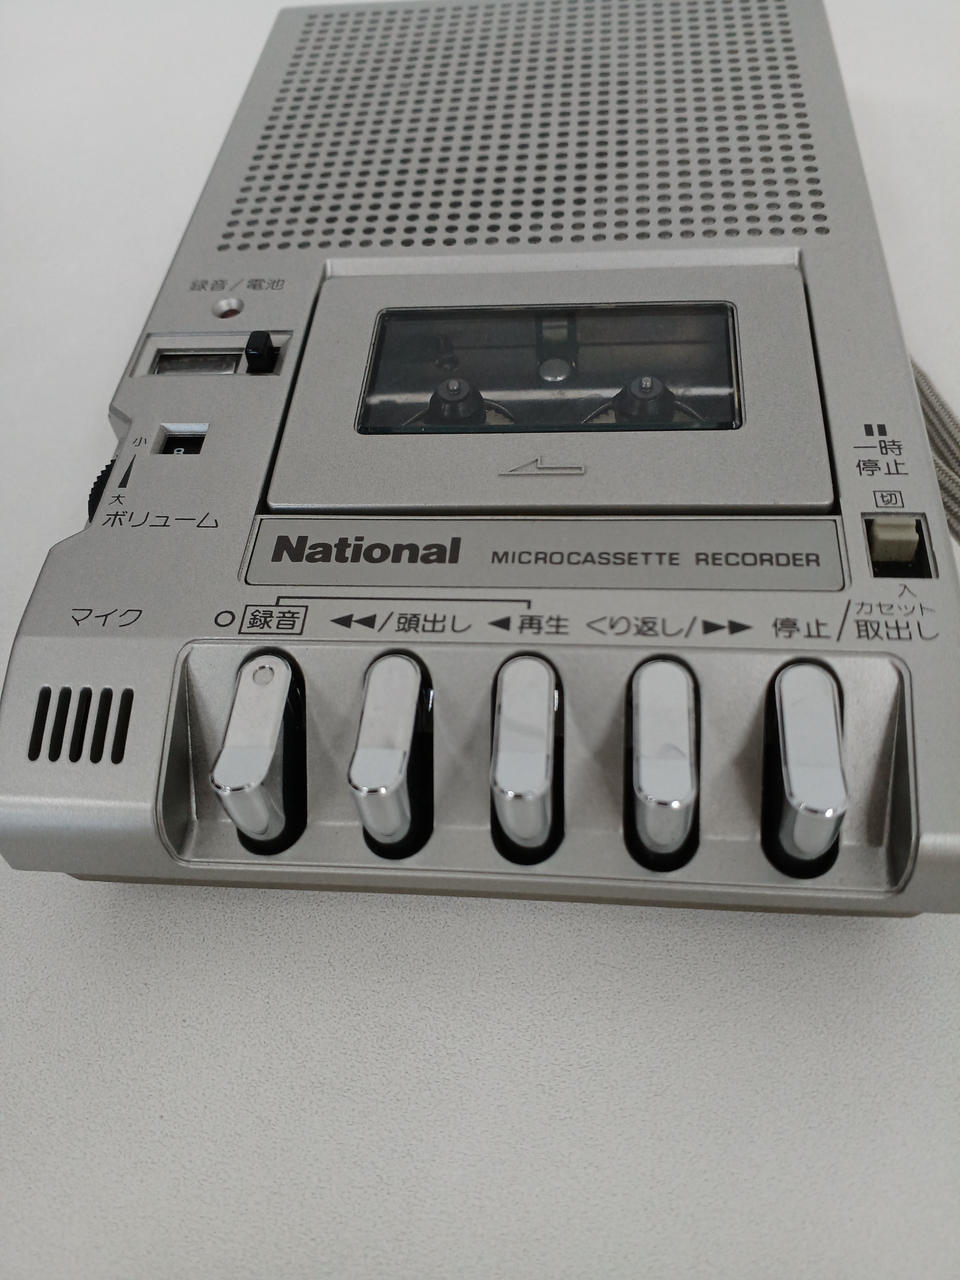 録音/電池
小
8
大
ボリューム
一時
停止
切
National MICROCASSETTE RECORDER
入
マイク
録音
◀◀/頭出し
◀再生
くり返し/▶▶
停止/カセット取出し